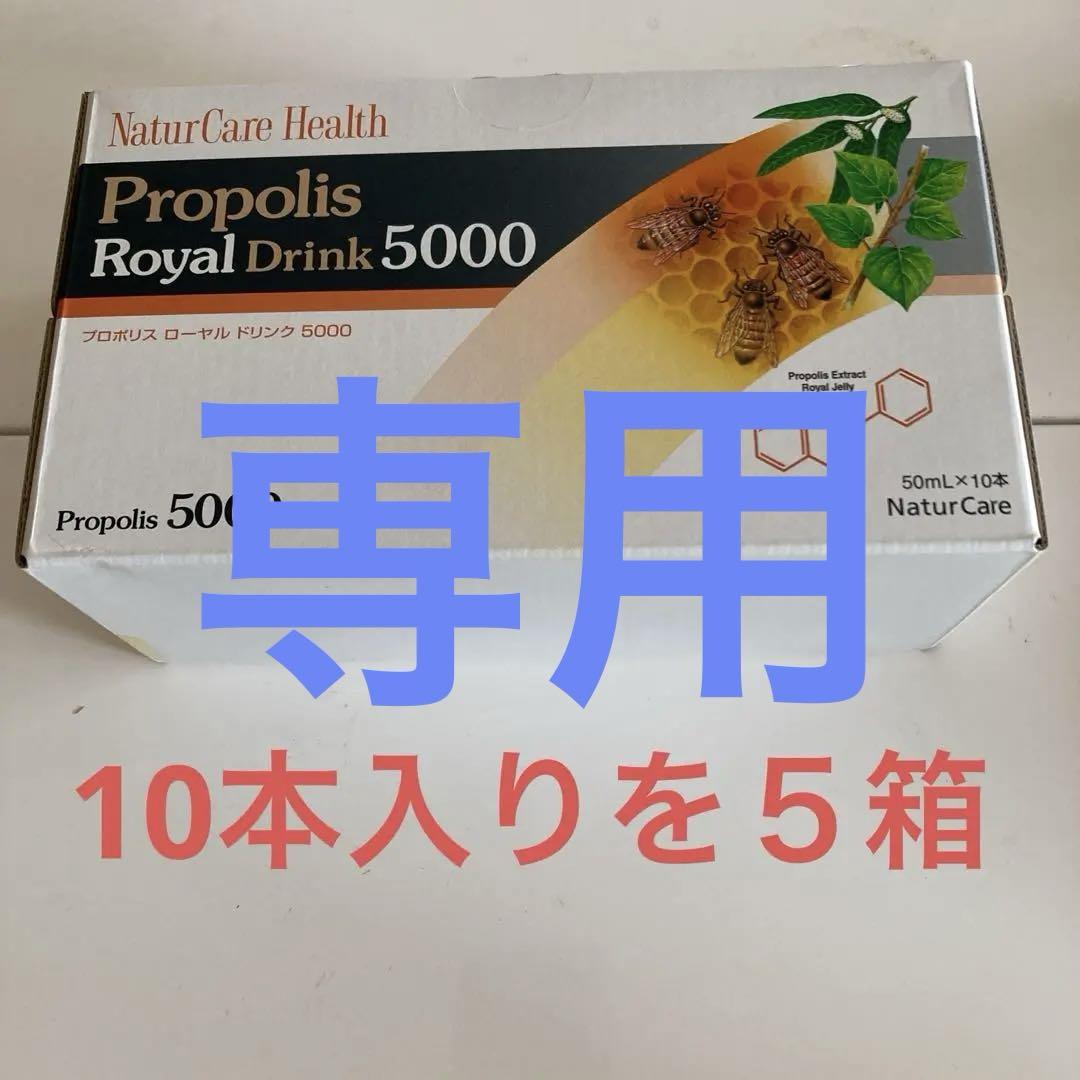 NaturCare Health
Propolis
Royal Drink 5000
プロポリス ローヤル ドリンク 5000
Propolis Extract
Royal Jelly
50mL×10本
NaturCare
Propolis 5000
専用
10本入りを５箱